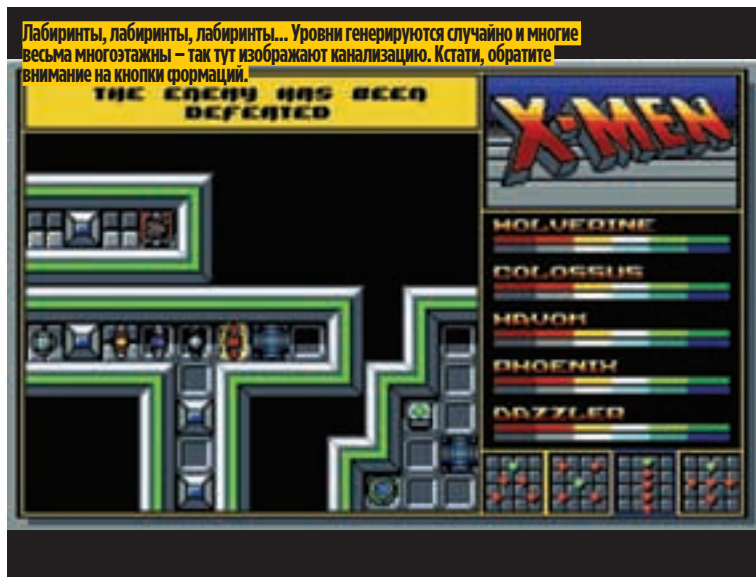 Лабиринты, лабиринты, лабиринты... Уровни генерируются случайно и многие
весьма многоэтажны – так тут изображают канализацию. Кстати, обратите
внимание на кнопки формаций.
THE ENEMY HAS BEEN
DEFEATED
X-MEN
WOLVERINE
COLOSSUS
HAVOK
PHOENIX
DAZZLER